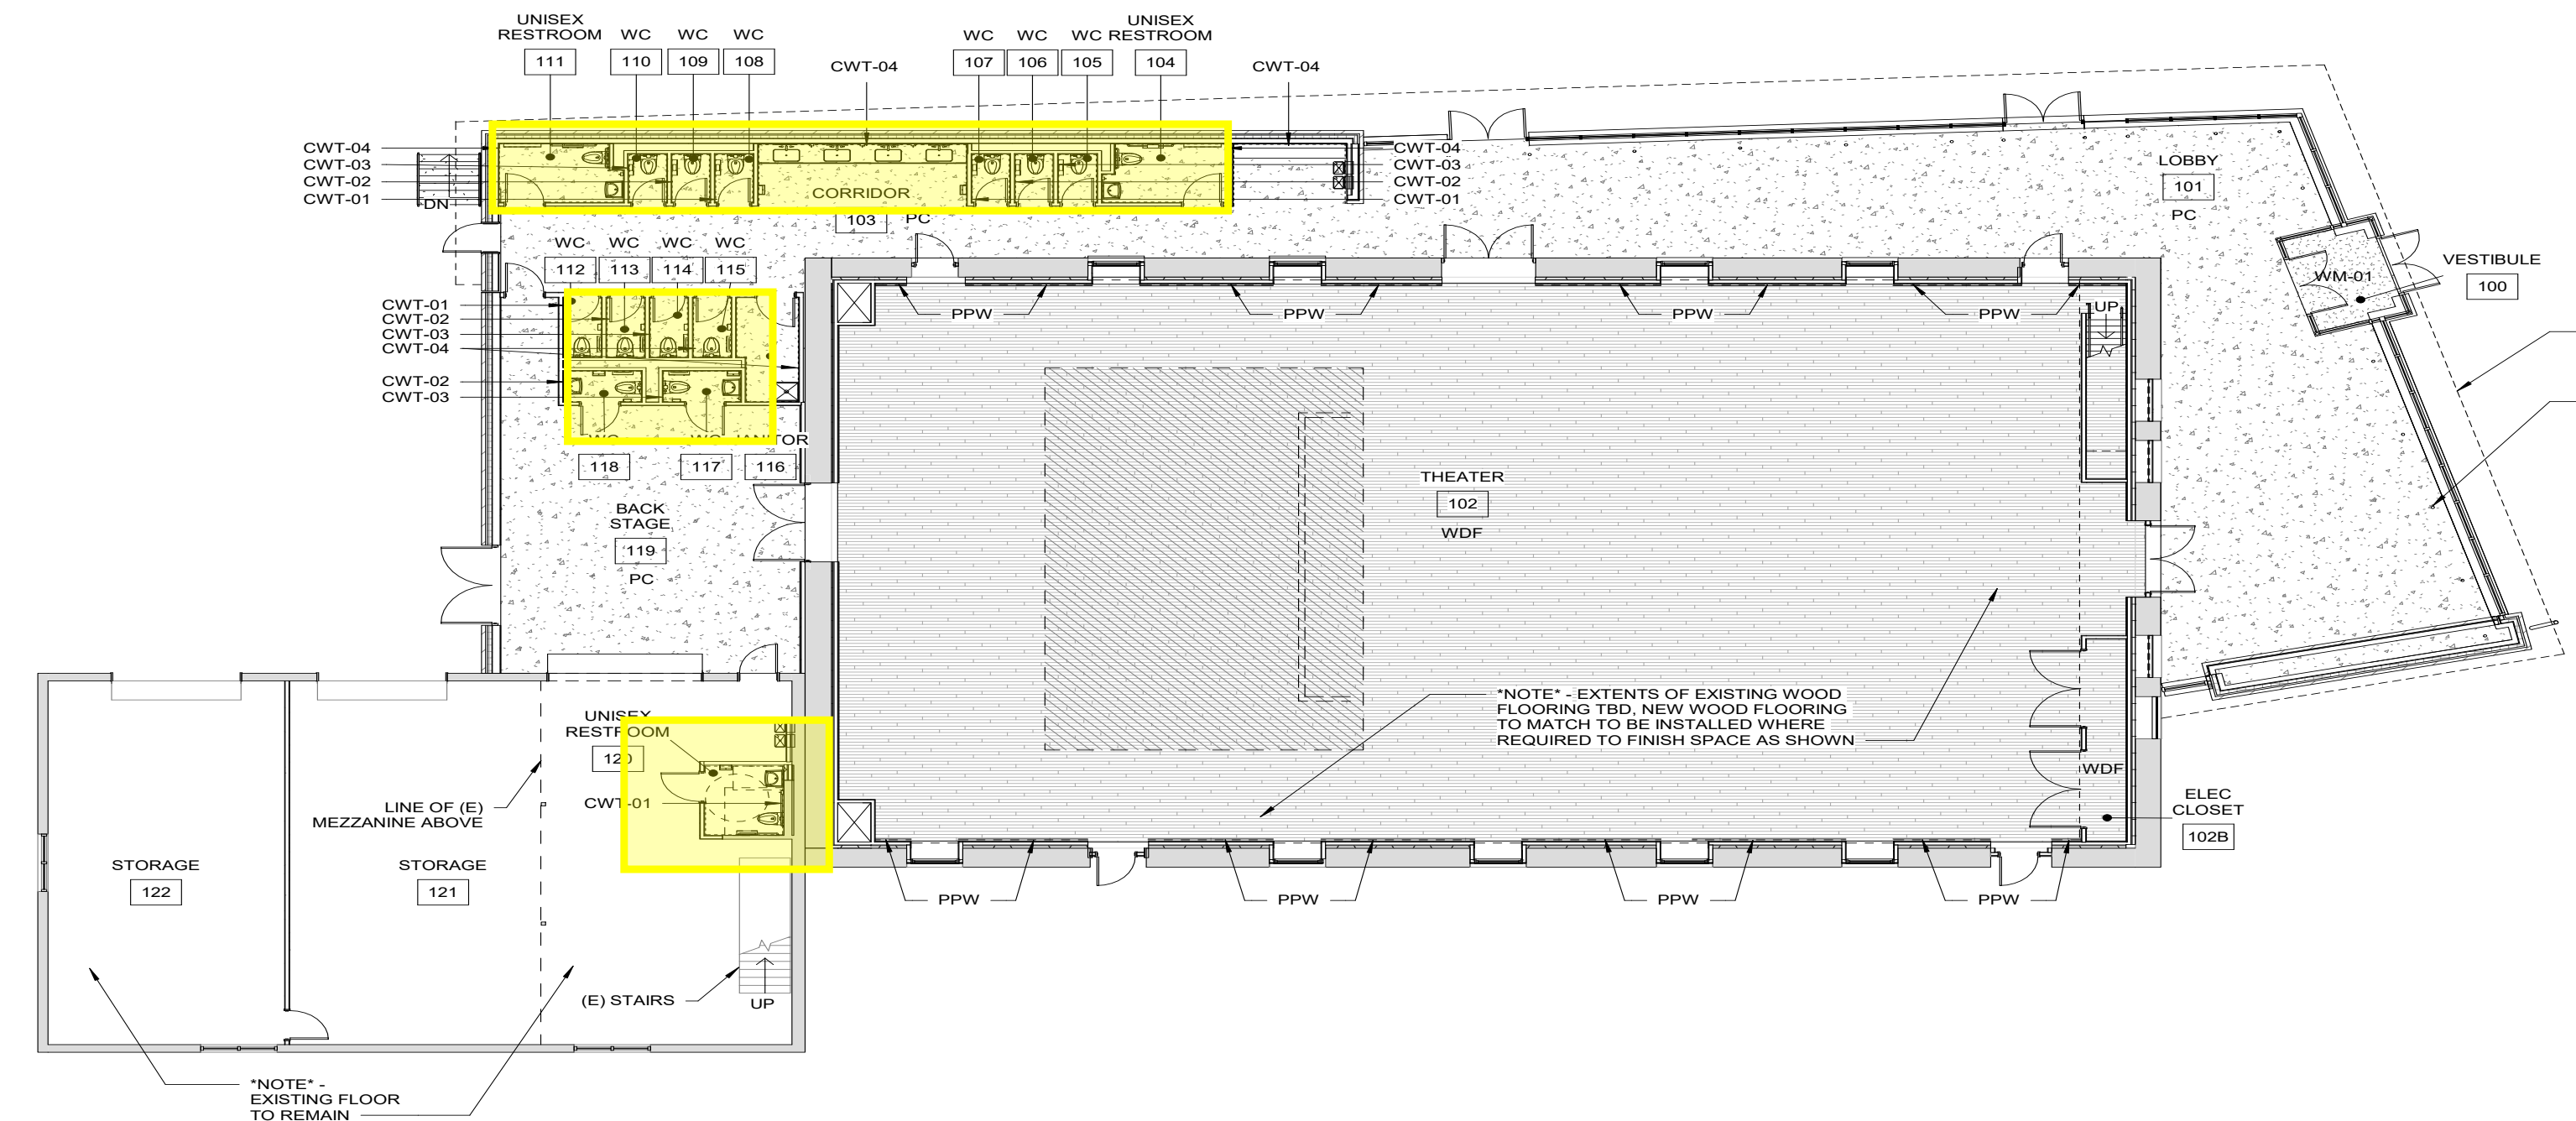 UNISEX
RESTROOM
111
WC
110
WC
109
WC
108
CWT-04
WC
107
WC
106
WC
105
UNISEX
RESTROOM
104
CWT-04
CWT-04
CWT-03
CWT-02
CWT-01
DN
CORRIDOR
103
PC
CWT-04
CWT-03
CWT-02
CWT-01
LOBBY
101
PC
WM-01
VESTIBULE
100
WC
112
WC
113
WC
114
WC
115
CWT-01
CWT-02
CWT-03
CWT-04
CWT-02
CWT-03
PPW
PPW
PPW
PPW
UP
118
117
116
BACK
STAGE
119
PC
THEATER
102
WDF
*NOTE* - EXTENTS OF EXISTING WOOD
FLOORING TBD, NEW WOOD FLOORING
TO MATCH TO BE INSTALLED WHERE
REQUIRED TO FINISH SPACE AS SHOWN
WDF
ELEC
CLOSET
102B
UNISEX
RESTROOM
120
CWT-01
LINE OF (E)
MEZZANINE ABOVE
STORAGE
122
STORAGE
121
PPW
PPW
PPW
PPW
(E) STAIRS
UP
*NOTE* -
EXISTING FLOOR
TO REMAIN